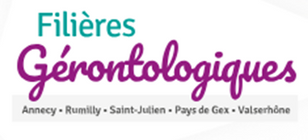 Filières
Gérontologiques
Annecy • Rumilly • Saint-Julien • Pays de Gex • Valserhône